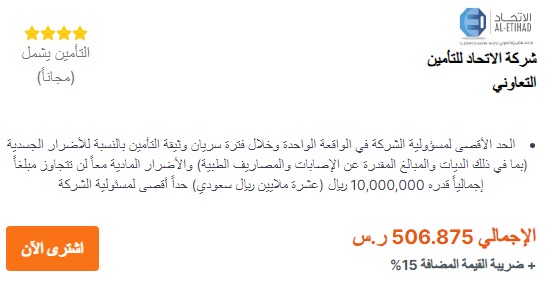 الاتحاد
AL-ETIHAD
شركة الاتحاد للتأمين
التعاوني
التأمين يشمل
(مجاناً)
الحد الأقصى لمسؤولية الشركة في الواقعة الواحدة وخلال فترة سريان وثيقة التأمين بالنسبة للأضرار الجسدية
(بما في ذلك الديات والمبالغ المقدرة عن الإصابات والمصاريف الطبية) والأضرار المادية معاً لن تتجاوز مبلغاً
إجمالياً قدره 10,000,000 ريال (عشرة ملايين ريال سعودي) حداً أقصى لمسئولية الشركة
الإجمالي 506.875 ر.س
+ ضريبة القيمة المضافة 15%
اشترى الآن